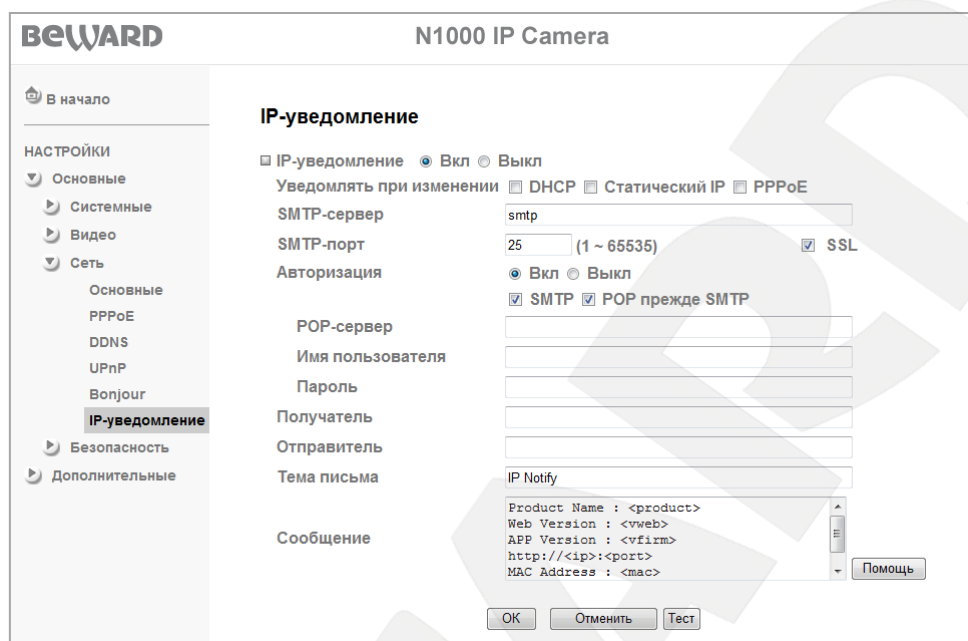 BEWARD
N1000 IP Camera
В начало
НАСТРОЙКИ
Основные
Системные
Видео
Сеть
Основные
PPPoE
DDNS
UPnP
Bonjour
IP-уведомление
Безопасность
Дополнительные
IP-уведомление
IP-уведомление Вкл Выкл
Уведомлять при изменении DHCP Статический IP PPPoE
SMTP-сервер smtp
SMTP-порт 25 (1 ~ 65535) SSL
Авторизация Вкл Выкл
SMTP POP прежде SMTP
POP-сервер
Имя пользователя
Пароль
Получатель
Отправитель
Тема письма IP Notify
Сообщение
Product Name : <product>
Web Version : <vweb>
APP Version : <vfirm>
http://<ip>:<port>
MAC Address : <mac>
Помощь
OK Отменить Тест